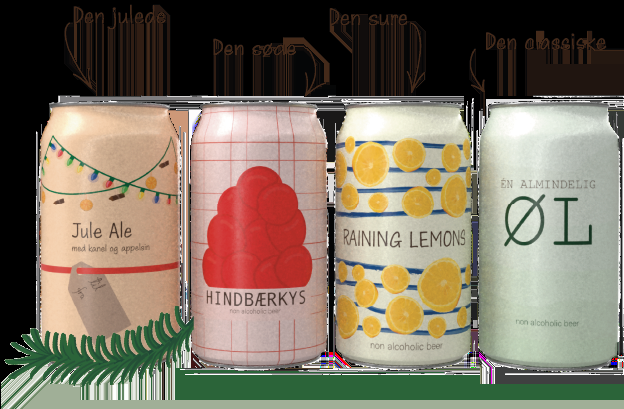 Den julede
Den søde
Den sure
Den classiske
Jule Ale
med kanel og appelsin
HINDBÆRKYS
non alcoholic beer
RAINING LEMONS
non alcoholic beer
ÉN ALMINDELIG
ØL
non alcoholic beer